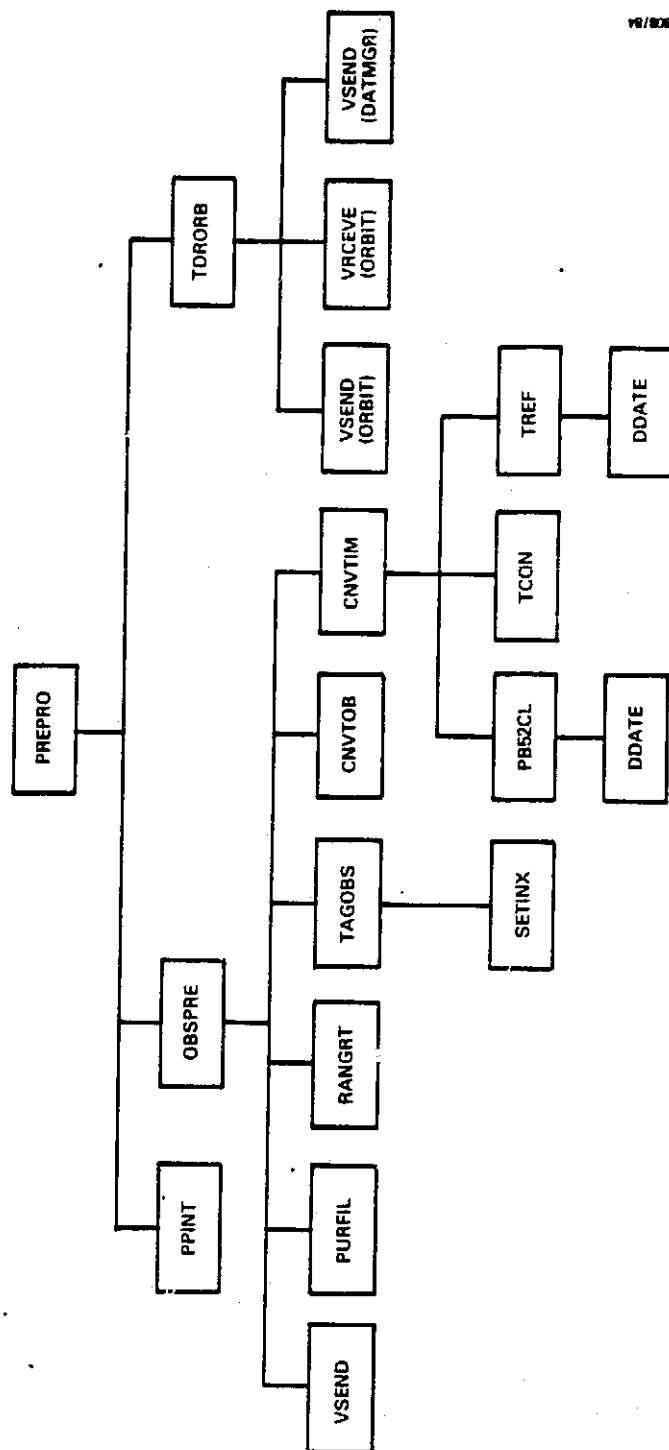 PREPRO
PPINT
OBSPRE
TDRORB
VSEND
PURFIL
RANGRT
TAGOBS
CNVTOB
CNVTIM
VSEND
(ORBIT)
VRCEVE
(ORBIT)
VSEND
(DATMGR)
SETINX
PB52CL
TCON
TREF
DDATE
DDATE